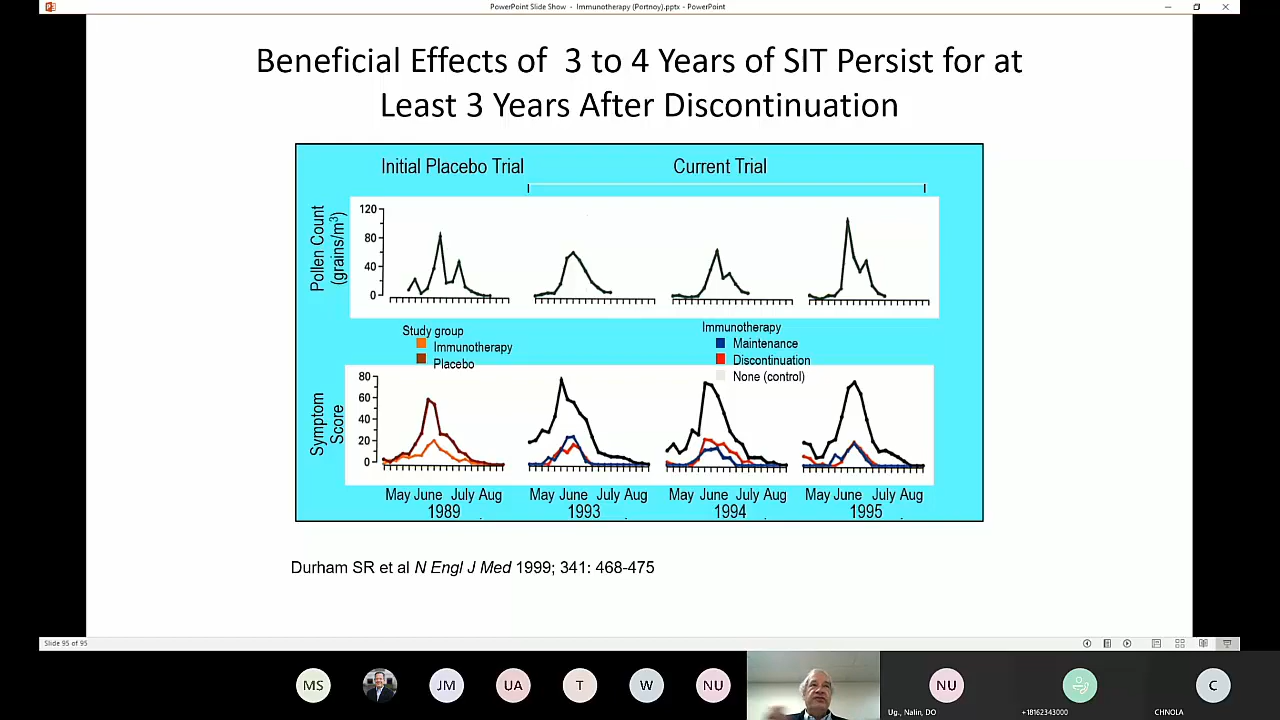 PowerPoint Slide Show - Immunotherapy (Portnoy).pptx - PowerPoint
Beneficial Effects of 3 to 4 Years of SIT Persist for at
Least 3 Years After Discontinuation
Initial Placebo Trial
Current Trial
Pollen Count
(grains/m³)
120
80
40
0
Study group
Immunotherapy
Placebo
Immunotherapy
Maintenance
Discontinuation
None (control)
Symptom
Score
80
60
40
20
0
May June July Aug
1989
May June July Aug
1993
May June July Aug
1994
May June July Aug
1995
Durham SR et al N Engl J Med 1999; 341: 468-475
Slide 95 of 95
MS
JM
UA
T
W
NU
NU
C
Ug., Nalin, DO
+18162343000
CHNOLA